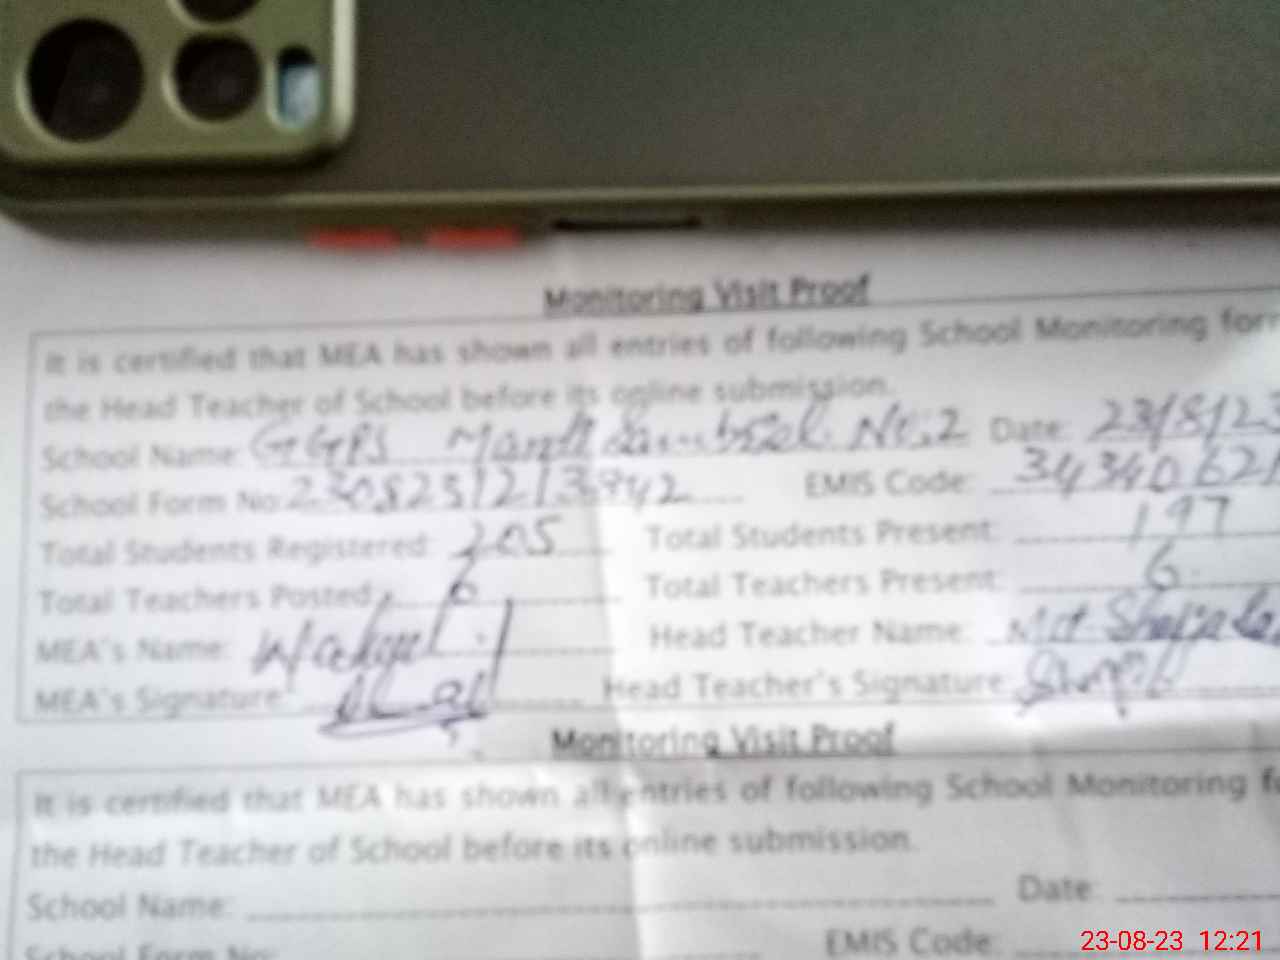 Monitoring Visit Proof
It is certified that MEA has shown all entries of following School Monitoring for
the Head Teacher of School before its online submission.
School Name: GGPS No.2 Date: 23/8/23
School Form No: EMIS Code: 34340621
Total Students Registered: 205 Total Students Present: 197
Total Teachers Posted: 6 Total Teachers Present: 6
MEA's Name: Head Teacher Name:
MEA's Signature: Head Teacher's Signature:
Monitoring Visit Proof
It is certified that MEA has shown all entries of following School Monitoring f
the Head Teacher of School before its online submission.
School Name: Date:
School Form No: EMIS Code:
23-08-23 12:21